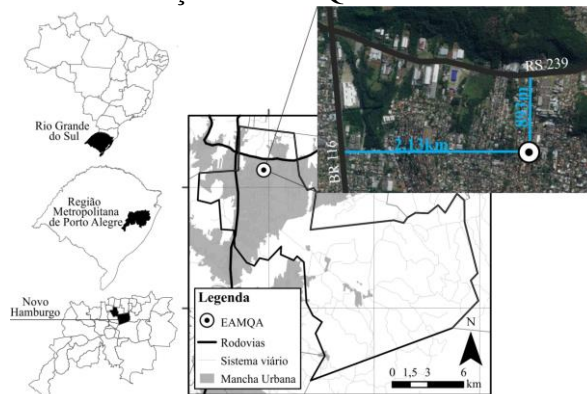 RS 239
BR 116
2,13km
Rio Grande
do Sul
Região
Metropolitana
de Porto Alegre
Novo
Hamburgo
Legenda
EAMQA
Rodovias
Sistema viário
Mancha Urbana
N
0 1,5 3 6
km